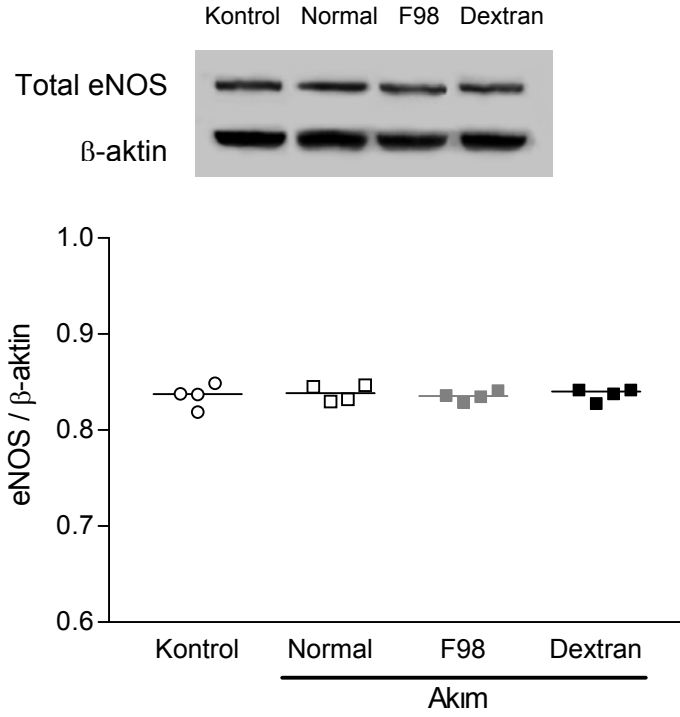 Kontrol Normal F98 Dextran
Total eNOS
ß-aktin
1.0
0.9
0.8
0.7
0.6
eNOS / β-aktin
Kontrol Normal F98 Dextran
Akım